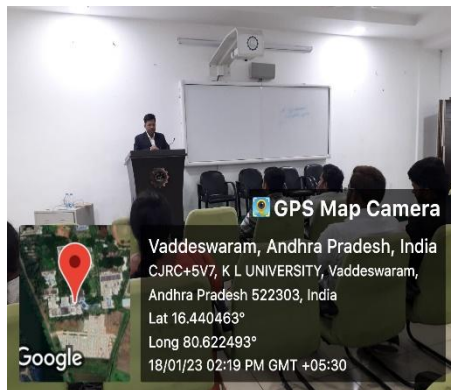 GPS Map Camera
Vaddeswaram, Andhra Pradesh, India
CJRC+5V7, K L UNIVERSITY, Vaddeswaram,
Andhra Pradesh 522303, India
Lat 16.440463°
Long 80.622493°
18/01/23 02:19 PM GMT +05:30
Google